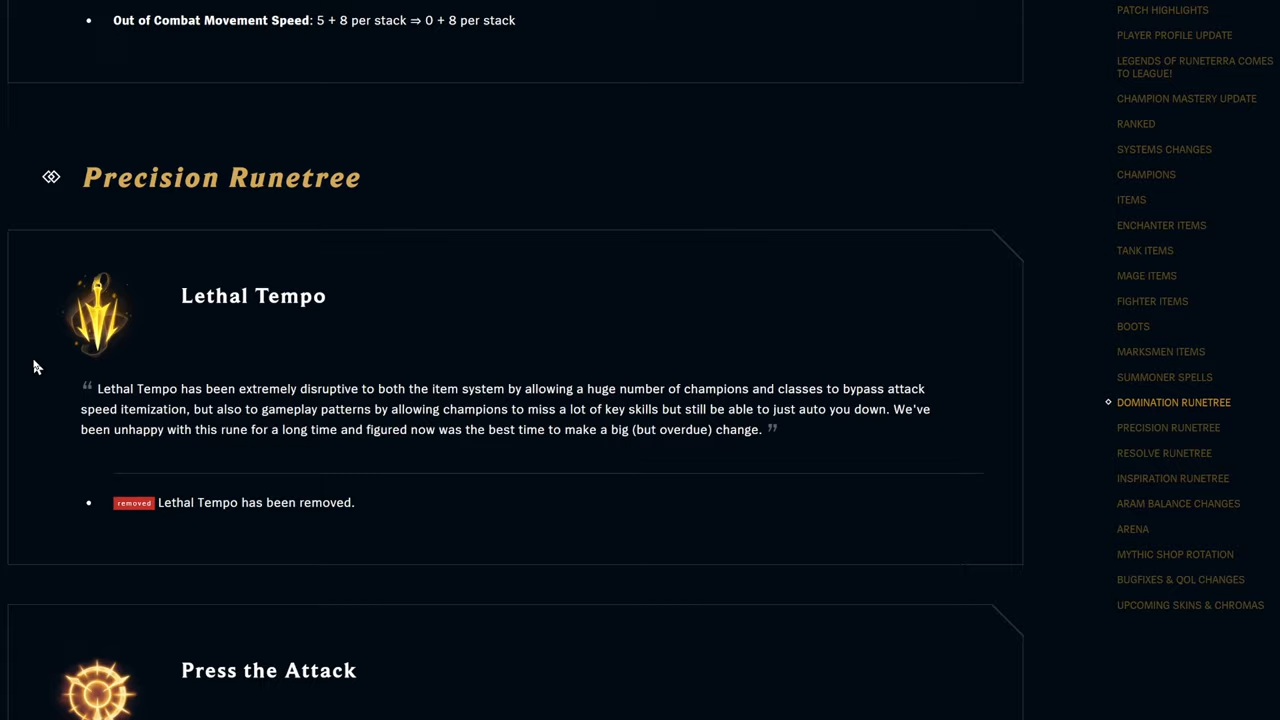 Out of Combat Movement Speed: 5 + 8 per stack ⇒ 0 + 8 per stack
Precision Runetree
Lethal Tempo
“ Lethal Tempo has been extremely disruptive to both the item system by allowing a huge number of champions and classes to bypass attack
speed itemization, but also to gameplay patterns by allowing champions to miss a lot of key skills but still be able to just auto you down. We've
been unhappy with this rune for a long time and figured now was the best time to make a big (but overdue) change. ”
removed Lethal Tempo has been removed.
Press the Attack
PATCH HIGHLIGHTS
PLAYER PROFILE UPDATE
LEGENDS OF RUNETERRA COMES
TO LEAGUE!
CHAMPION MASTERY UPDATE
RANKED
SYSTEMS CHANGES
CHAMPIONS
ITEMS
ENCHANTER ITEMS
TANK ITEMS
MAGE ITEMS
FIGHTER ITEMS
BOOTS
MARKSMEN ITEMS
SUMMONER SPELLS
DOMINATION RUNETREE
PRECISION RUNETREE
RESOLVE RUNETREE
INSPIRATION RUNETREE
ARAM BALANCE CHANGES
ARENA
MYTHIC SHOP ROTATION
BUGFIXES & QOL CHANGES
UPCOMING SKINS & CHROMAS